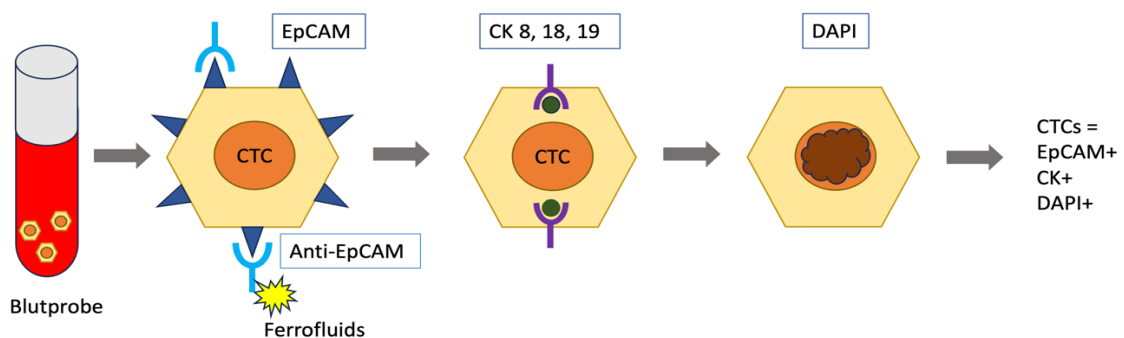 EpCAM
CK 8, 18, 19
DAPI
CTC
CTC
CTCs =
EpCAM+
CK+
DAPI+
Anti-EpCAM
Blutprobe
Ferrofluids